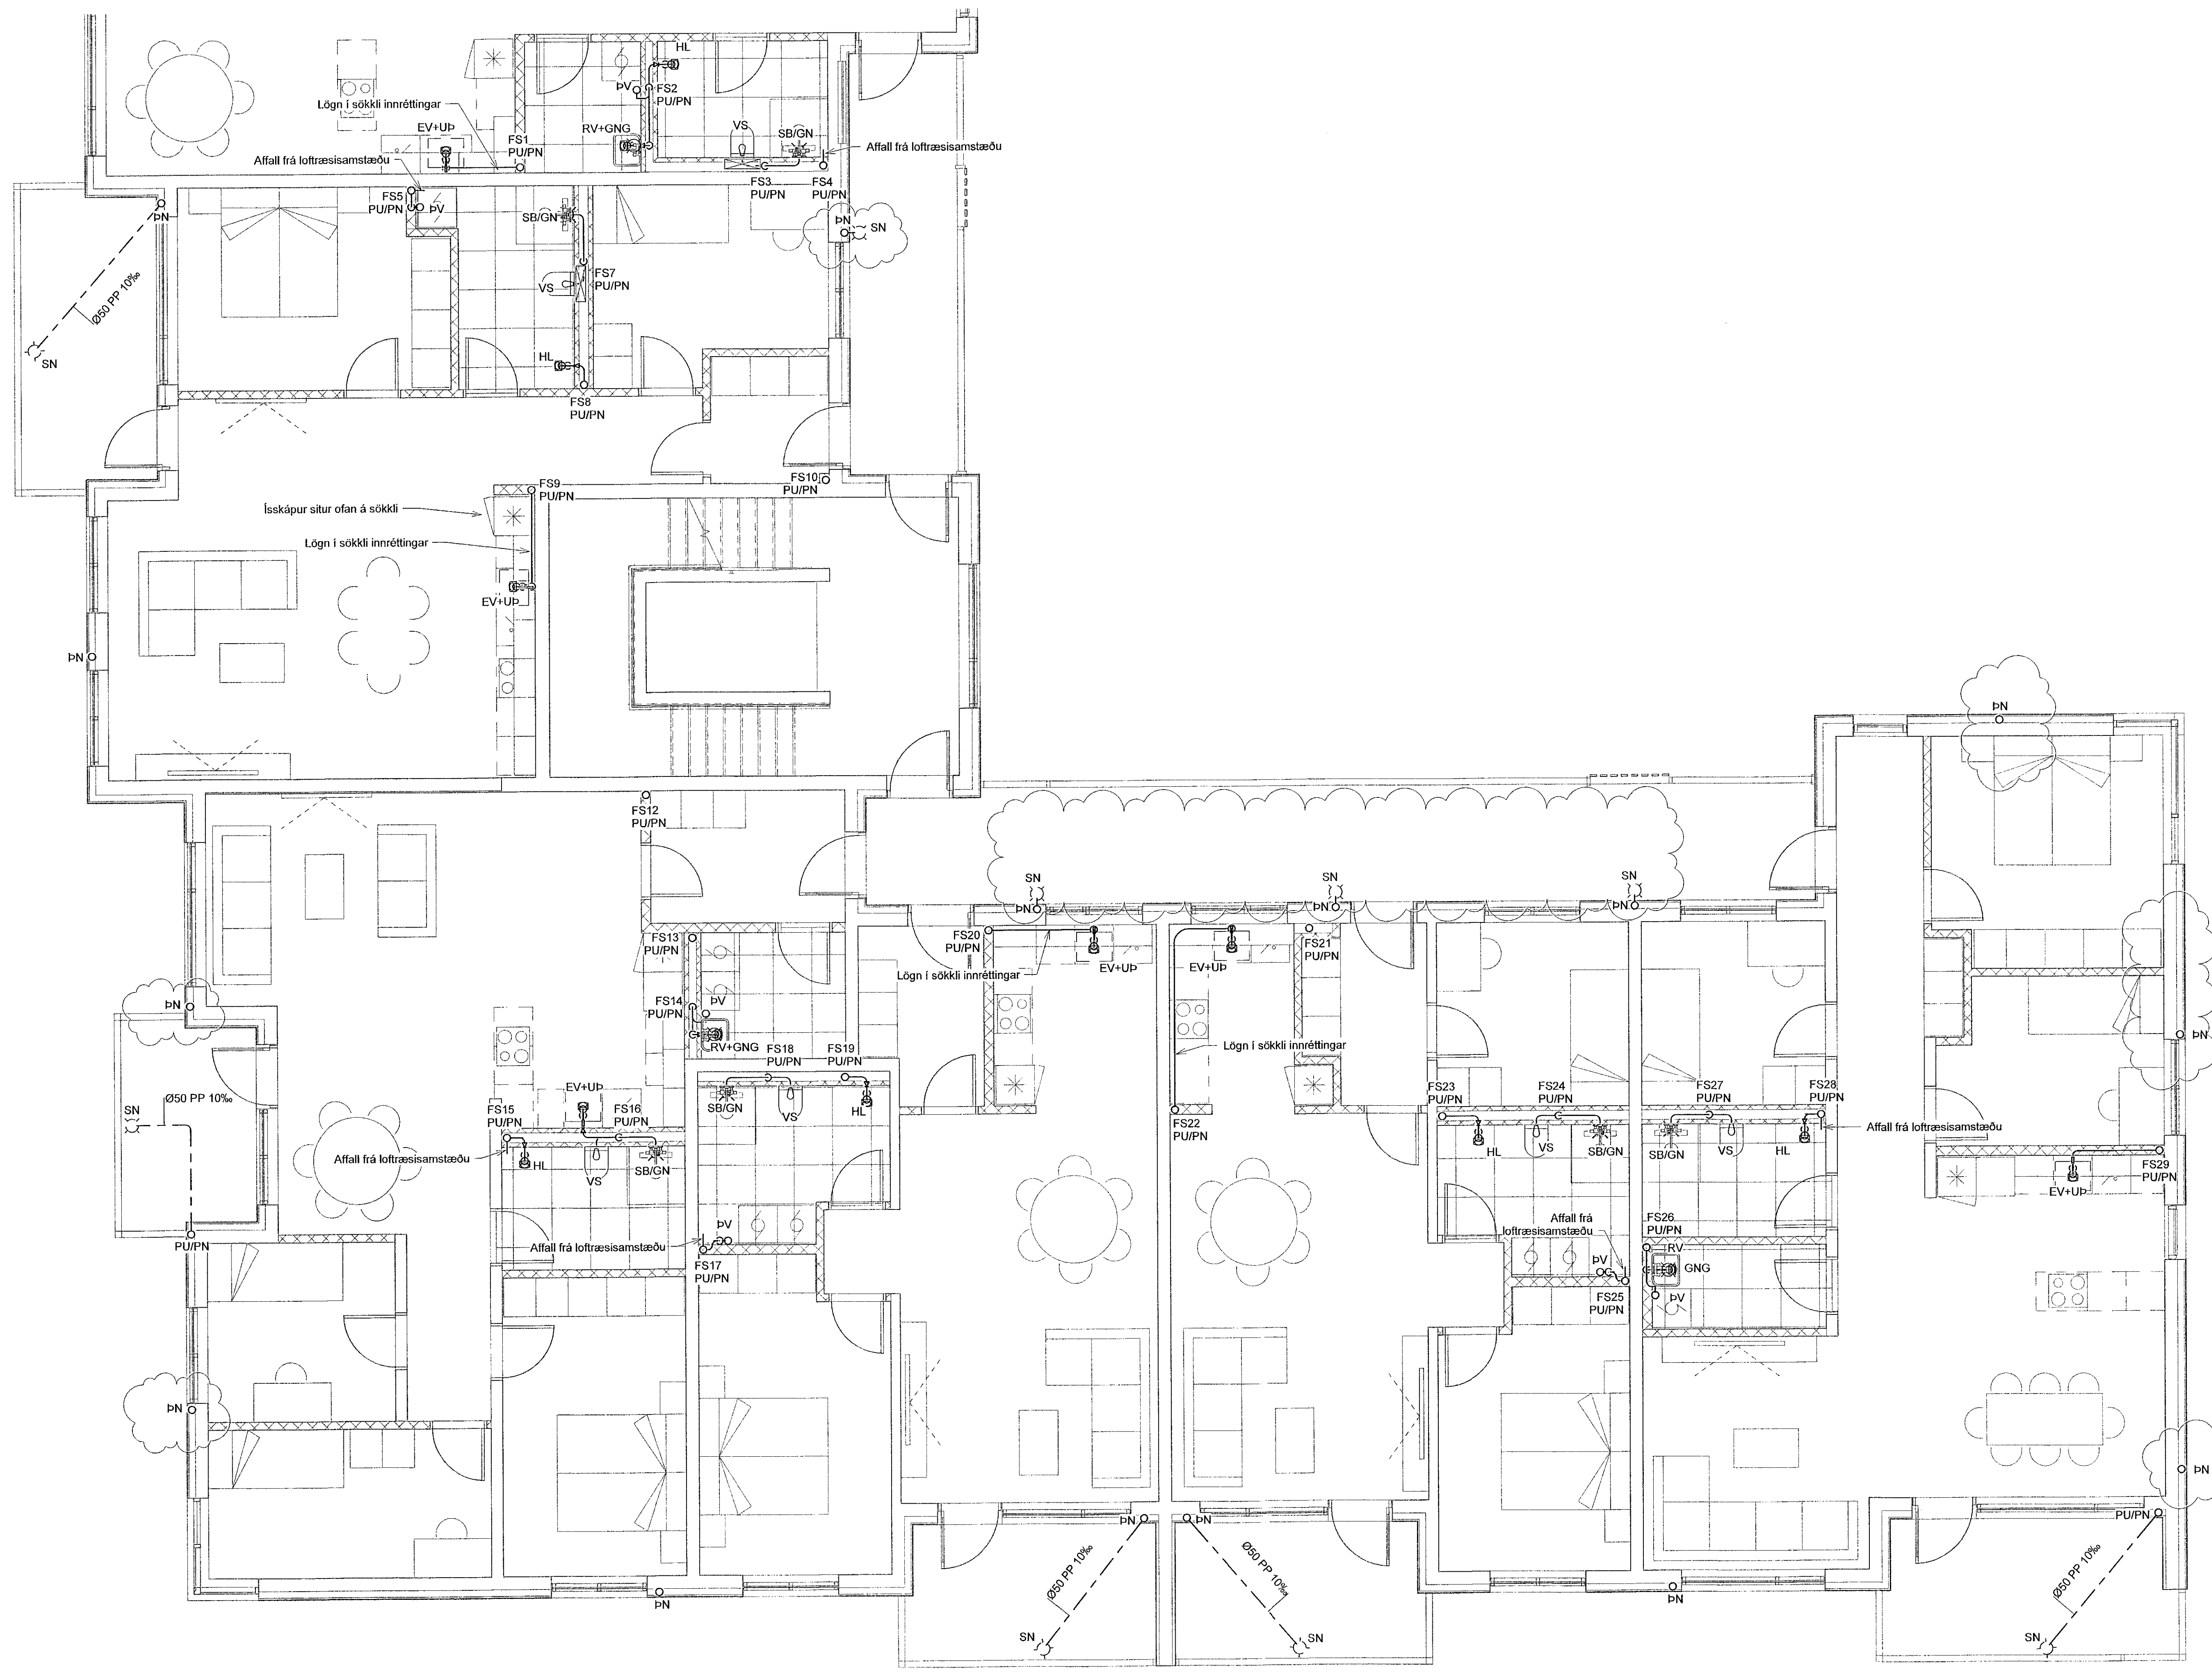 HL
ÞV
FS2
PU/PN
Lögn í sökkli innréttingar
EV+UÞ
RV+GNG
VS
SB/GN
FS1
PU/PN
Affall frá loftræsisamstæðu
Affall frá loftræsisamstæðu
FS3
PU/PN
FS4
PU/PN
FS5
PU/PN
ÞV
ÞN
SB/GN
ÞN
SN
FS7
PU/PN
VS
Ø50 PP 10‰
SN
HL
FS8
PU/PN
FS10
PU/PN
FS9
PU/PN
Ísskápur situr ofan á sökkli
Lögn í sökkli innréttingar
EV+UÞ
ÞN
ÞN
FS12
PU/PN
SN
SN
SN
ÞN
ÞN
ÞN
FS13
PU/PN
FS20
PU/PN
FS21
PU/PN
EV+UÞ
EV+UÞ
Lögn í sökkli innréttingar
ÞN
FS14
PU/PN
ÞV
ÞN
RV+GNG
FS18
PU/PN
FS19
PU/PN
Lögn í sökkli innréttingar
SN
Ø50 PP 10‰
EV+UÞ
FS15
PU/PN
FS16
PU/PN
SB/GN
VS
HL
FS22
PU/PN
FS23
PU/PN
FS24
PU/PN
FS27
PU/PN
FS28
PU/PN
Affall frá loftræsisamstæðu
Affall frá loftræsisamstæðu
HL
VS
SB/GN
HL
VS
SB/GN
SB/GN
VS
HL
FS29
PU/PN
EV+UÞ
PU/PN
ÞV
Affall frá loftræsisamstæðu
FS17
PU/PN
Affall frá
loftræsisamstæðu
ÞV
FS25
PU/PN
FS26
PU/PN
RV
GNG
ÞV
ÞN
ÞN
ÞN
ÞN
PU/PN
Ø50 PP 10‰
Ø50 PP 10‰
Ø50 PP 10‰
ÞN
ÞN
SN
SN
SN